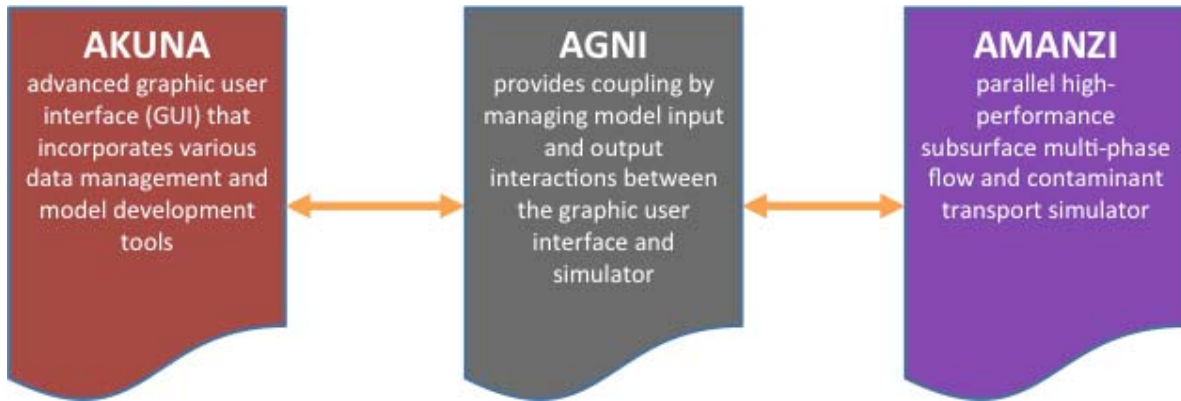 AKUNA
advanced graphic user
interface (GUI) that
incorporates various
data management and
model development
tools
AGNI
provides coupling by
managing model input
and output
interactions between
the graphic user
interface and
simulator
AMANZI
parallel high-
performance
subsurface multi-phase
flow and contaminant
transport simulator